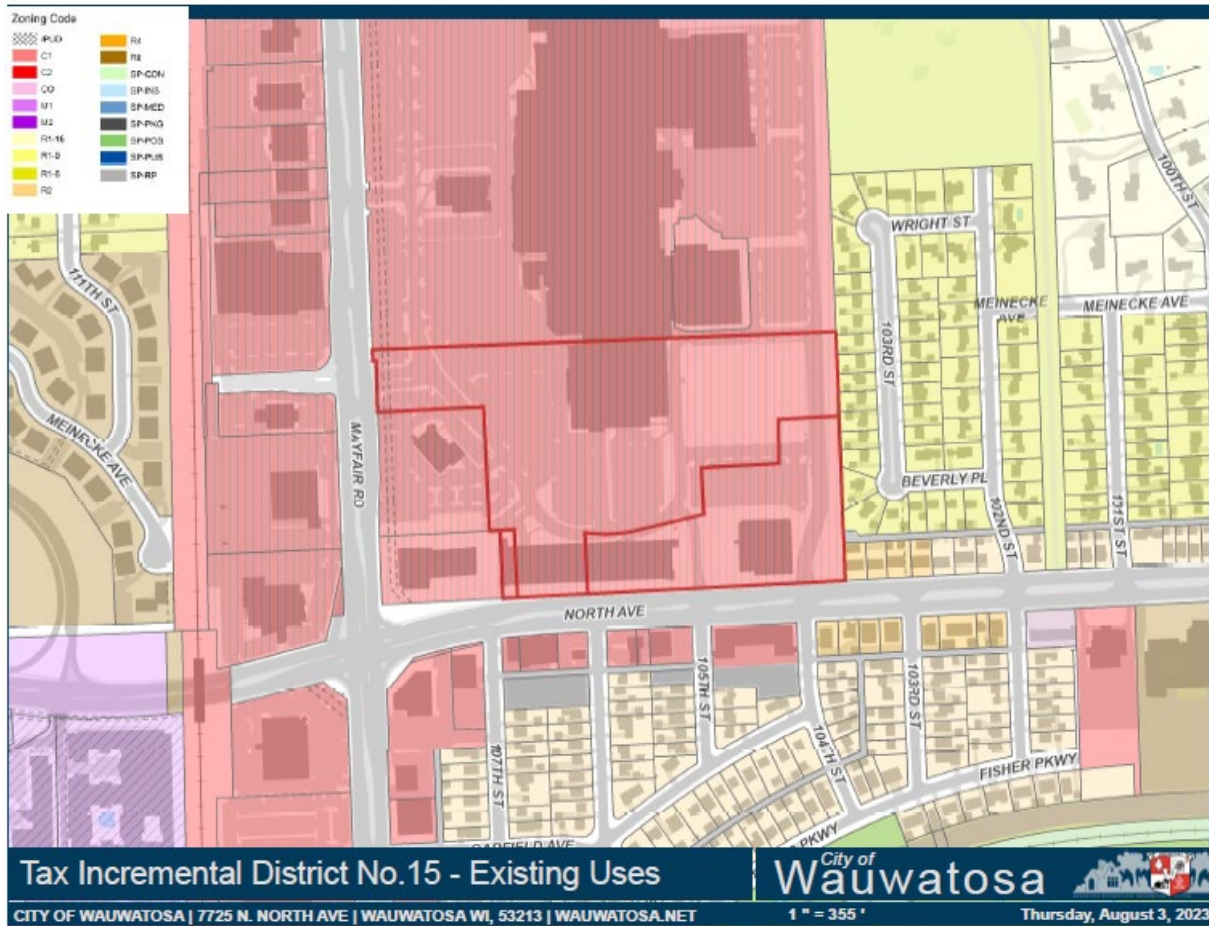 Zoning Code
/PUD
C1
C2
CO
M1
M2
R1-15
R1-9
R1-6
R2
R4
R8
SP-CON
SP-INS
SP-MED
SP-PKG
SP-POS
SP-PUB
SP-RP
100TH ST
WRIGHT ST
111TH ST
MEINECKE AVE
MEINECKE AVE
103RD ST
MEINECKE AVE
MAYFAIR RD
BEVERLY PL
102ND ST
101ST ST
NORTH AVE
105TH ST
103RD ST
104TH ST
107TH ST
FISHER PKWY
PKWY
GARFIELD AVE
Tax Incremental District No.15 - Existing Uses
City of
Wauwatosa
CITY OF WAUWATOSA | 7725 N. NORTH AVE | WAUWATOSA WI, 53213 | WAUWATOSA.NET
1 " = 355 '
Thursday, August 3, 2023